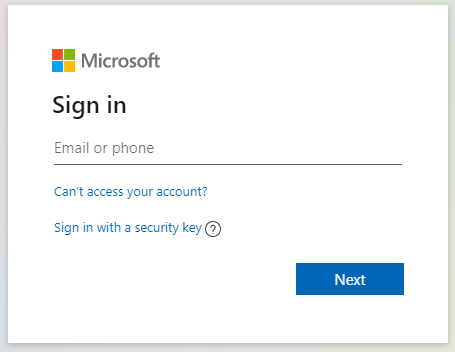 Microsoft
Sign in
Email or phone
Can't access your account?
Sign in with a security key ?
Next